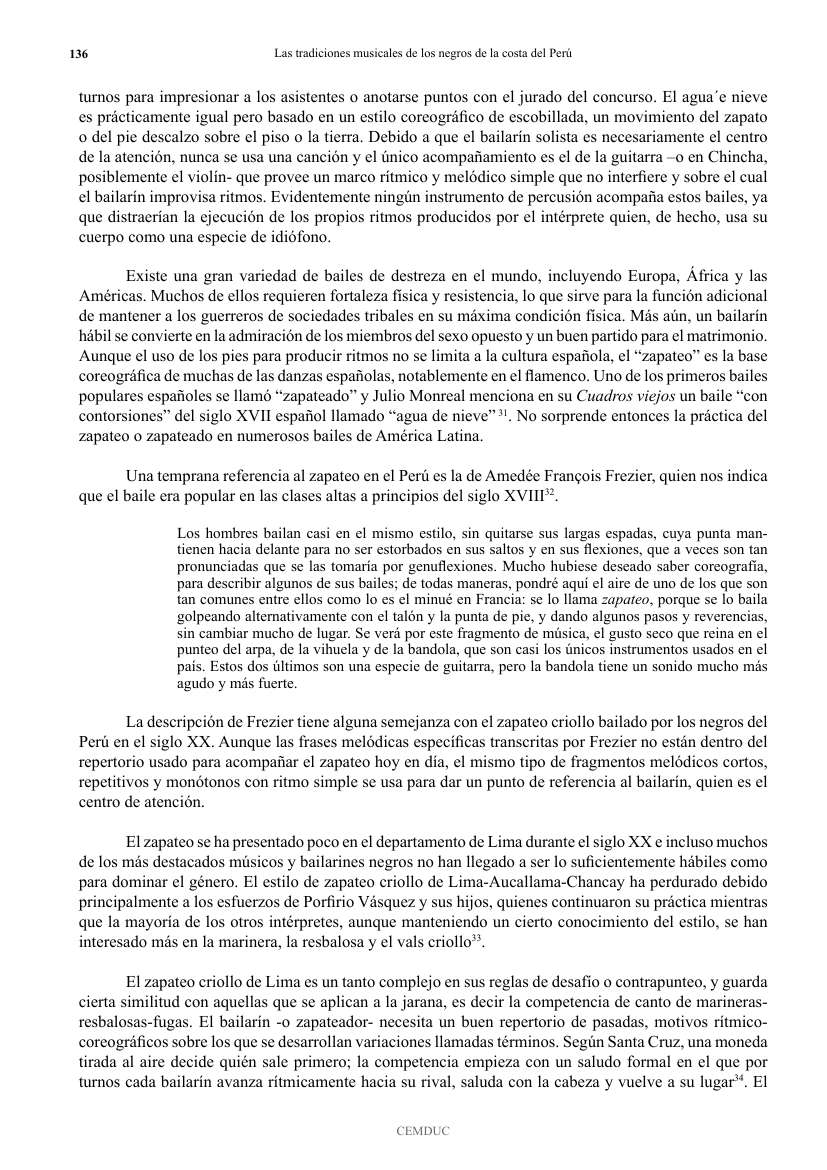 136
Las tradiciones musicales de los negros de la costa del Perú
turnos para impresionar a los asistentes o anotarse puntos con el jurado del concurso. El agua´e nieve
es prácticamente igual pero basado en un estilo coreográfico de escobillada, un movimiento del zapato
o del pie descalzo sobre el piso o la tierra. Debido a que el bailarín solista es necesariamente el centro
de la atención, nunca se usa una canción y el único acompañamiento es el de la guitarra –o en Chincha,
posiblemente el violín- que provee un marco rítmico y melódico simple que no interfiere y sobre el cual
el bailarín improvisa ritmos. Evidentemente ningún instrumento de percusión acompaña estos bailes, ya
que distraerían la ejecución de los propios ritmos producidos por el intérprete quien, de hecho, usa su
cuerpo como una especie de idiófono.
Existe una gran variedad de bailes de destreza en el mundo, incluyendo Europa, África y las
Américas. Muchos de ellos requieren fortaleza física y resistencia, lo que sirve para la función adicional
de mantener a los guerreros de sociedades tribales en su máxima condición física. Más aún, un bailarín
hábil se convierte en la admiración de los miembros del sexo opuesto y un buen partido para el matrimonio.
Aunque el uso de los pies para producir ritmos no se limita a la cultura española, el “zapateo” es la base
coreográfica de muchas de las danzas españolas, notablemente en el flamenco. Uno de los primeros bailes
populares españoles se llamó “zapateado” y Julio Monreal menciona en su Cuadros viejos un baile “con
contorsiones” del siglo XVII español llamado “agua de nieve” 31. No sorprende entonces la práctica del
zapateo o zapateado en numerosos bailes de América Latina.
Una temprana referencia al zapateo en el Perú es la de Amedée François Frezier, quien nos indica
que el baile era popular en las clases altas a principios del siglo XVIII32.
Los hombres bailan casi en el mismo estilo, sin quitarse sus largas espadas, cuya punta man-
tienen hacia delante para no ser estorbados en sus saltos y en sus flexiones, que a veces son tan
pronunciadas que se las tomaría por genuflexiones. Mucho hubiese deseado saber coreografía,
para describir algunos de sus bailes; de todas maneras, pondré aquí el aire de uno de los que son
tan comunes entre ellos como lo es el minué en Francia: se lo llama zapateo, porque se lo baila
golpeando alternativamente con el talón y la punta de pie, y dando algunos pasos y reverencias,
sin cambiar mucho de lugar. Se verá por este fragmento de música, el gusto seco que reina en el
punteo del arpa, de la vihuela y de la bandola, que son casi los únicos instrumentos usados en el
país. Estos dos últimos son una especie de guitarra, pero la bandola tiene un sonido mucho más
agudo y más fuerte.
La descripción de Frezier tiene alguna semejanza con el zapateo criollo bailado por los negros del
Perú en el siglo XX. Aunque las frases melódicas específicas transcritas por Frezier no están dentro del
repertorio usado para acompañar el zapateo hoy en día, el mismo tipo de fragmentos melódicos cortos,
repetitivos y monótonos con ritmo simple se usa para dar un punto de referencia al bailarín, quien es el
centro de atención.
El zapateo se ha presentado poco en el departamento de Lima durante el siglo XX e incluso muchos
de los más destacados músicos y bailarines negros no han llegado a ser lo suficientemente hábiles como
para dominar el género. El estilo de zapateo criollo de Lima-Aucallama-Chancay ha perdurado debido
principalmente a los esfuerzos de Porfirio Vásquez y sus hijos, quienes continuaron su práctica mientras
que la mayoría de los otros intérpretes, aunque manteniendo un cierto conocimiento del estilo, se han
interesado más en la marinera, la resbalosa y el vals criollo33.
El zapateo criollo de Lima es un tanto complejo en sus reglas de desafío o contrapunteo, y guarda
cierta similitud con aquellas que se aplican a la jarana, es decir la competencia de canto de marineras-
resbalosas-fugas. El bailarín -o zapateador- necesita un buen repertorio de pasadas, motivos rítmico-
coreográficos sobre los que se desarrollan variaciones llamadas términos. Según Santa Cruz, una moneda
tirada al aire decide quién sale primero; la competencia empieza con un saludo formal en el que por
turnos cada bailarín avanza rítmicamente hacia su rival, saluda con la cabeza y vuelve a su lugar34. El
CEMDUC